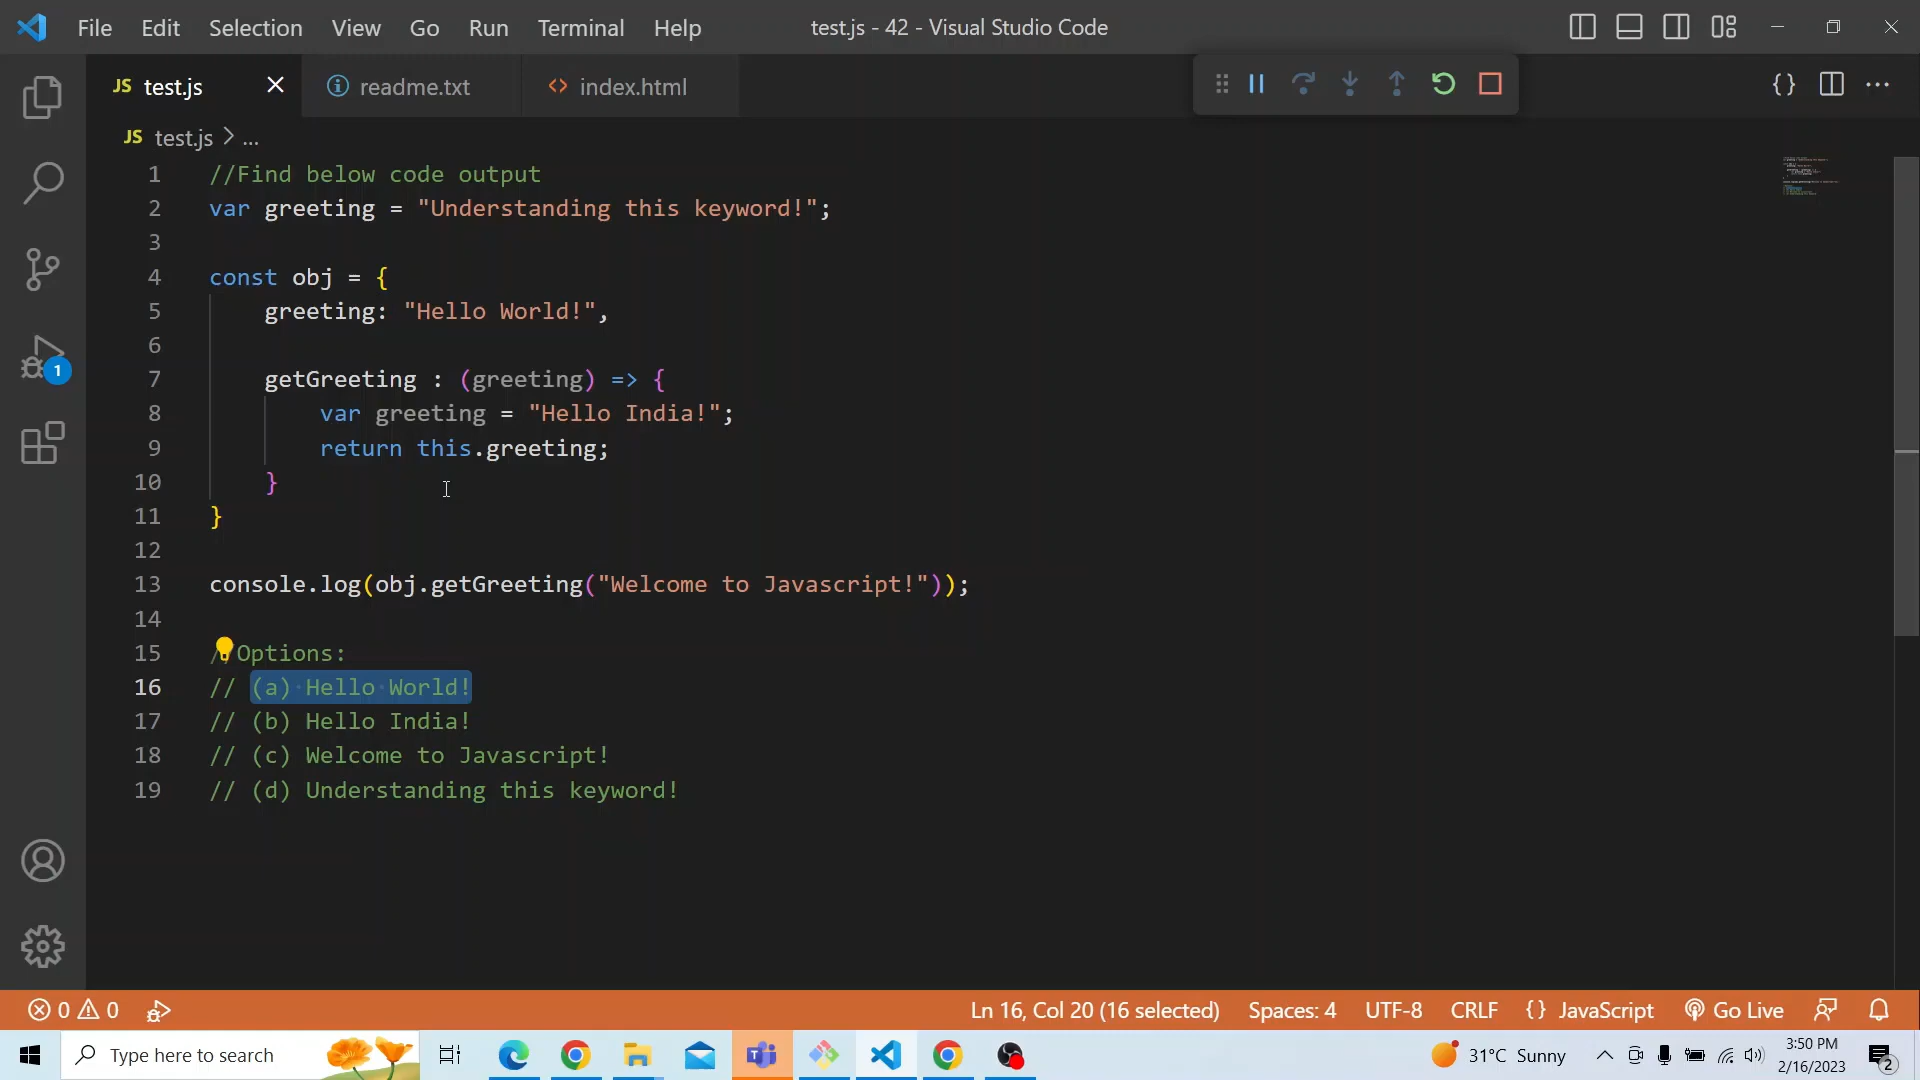 File Edit Selection View Go Run Terminal Help test.js - 42 - Visual Studio Code
JS test.js readme.txt index.html
JS test.js > ...
1 //Find below code output
2 var greeting = "Understanding this keyword!";
3
4 const obj = {
5 greeting: "Hello World!",
6
7 getGreeting : (greeting) => {
8 var greeting = "Hello India!";
9 return this.greeting;
10 }
11 }
12
13 console.log(obj.getGreeting("Welcome to Javascript!"));
14
15 //Options:
16 // (a) Hello World!
17 // (b) Hello India!
18 // (c) Welcome to Javascript!
19 // (d) Understanding this keyword!
1
0 0 Ln 16, Col 20 (16 selected) Spaces: 4 UTF-8 CRLF {} JavaScript Go Live
Type here to search 31°C Sunny 3:50 PM
2/16/2023 2